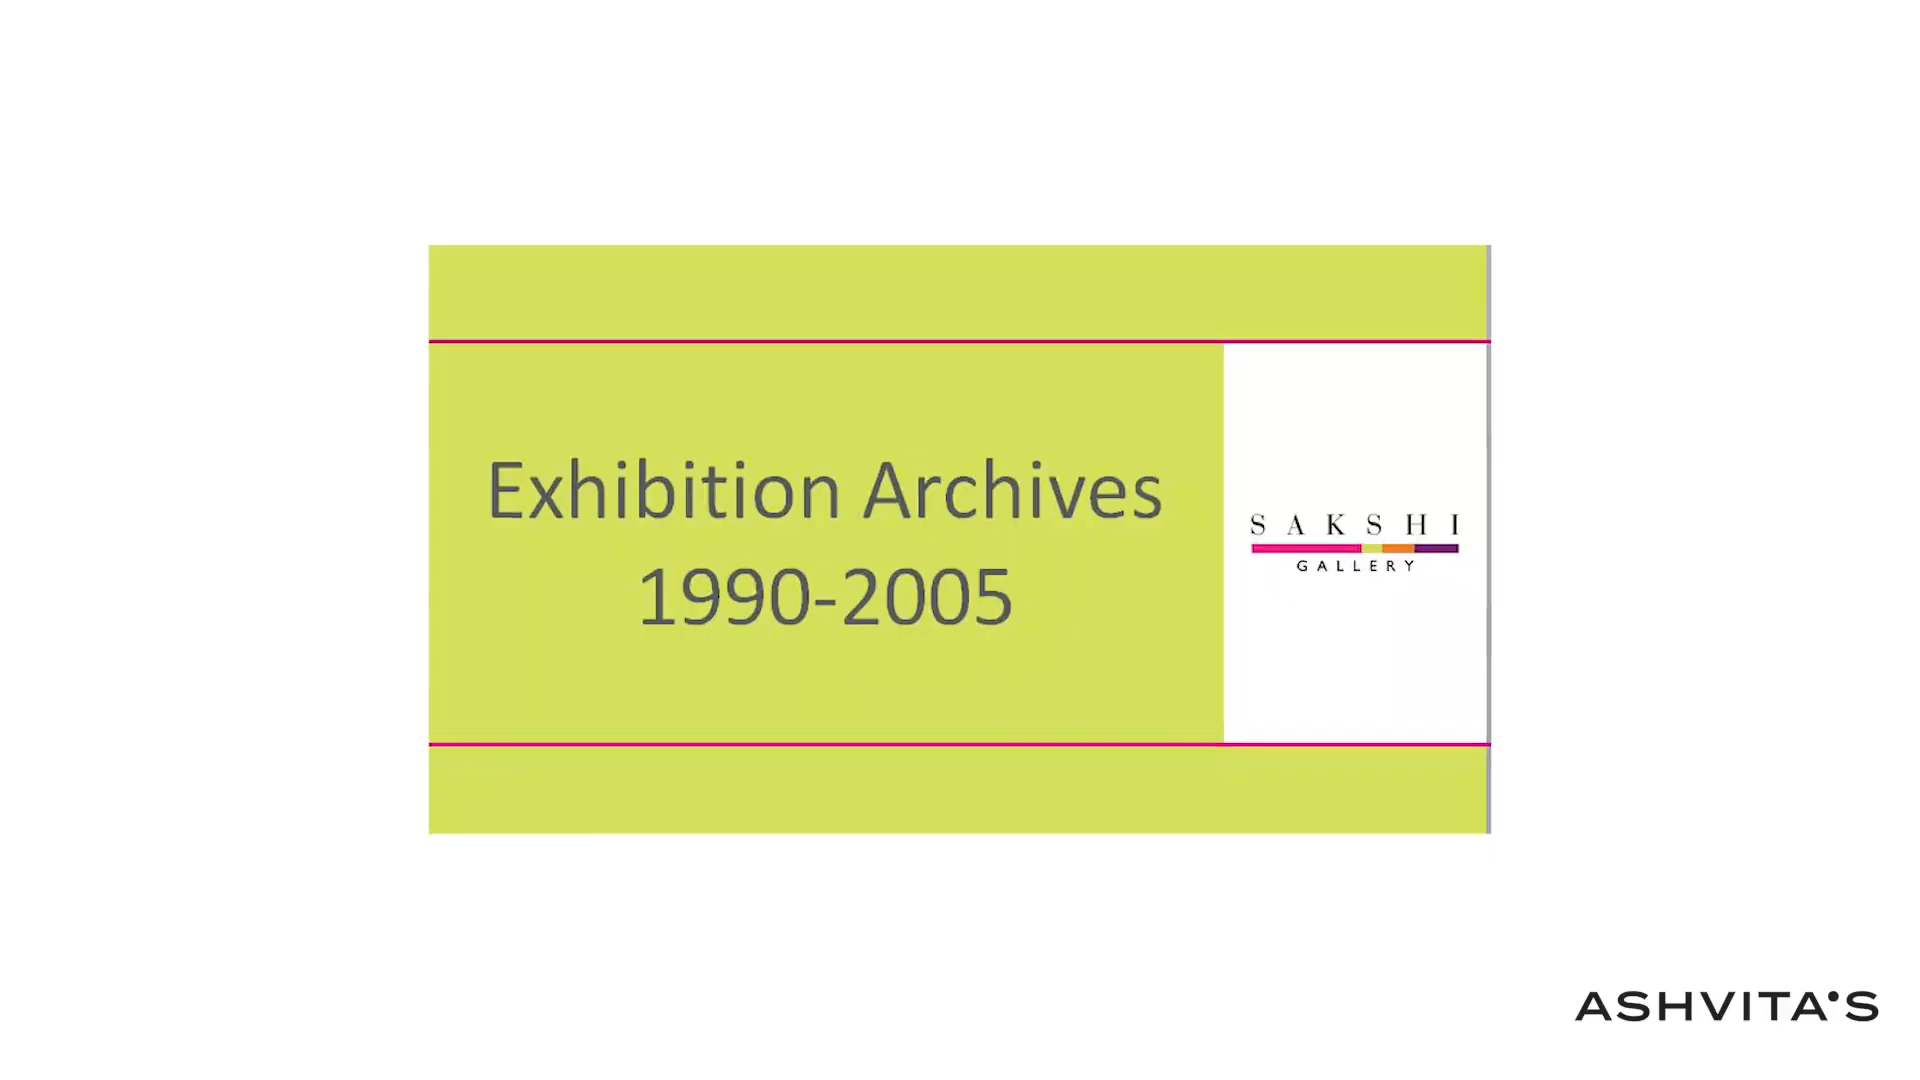 Exhibition Archives
1990-2005
SAKSHI
GALLERY
ASHVITA'S